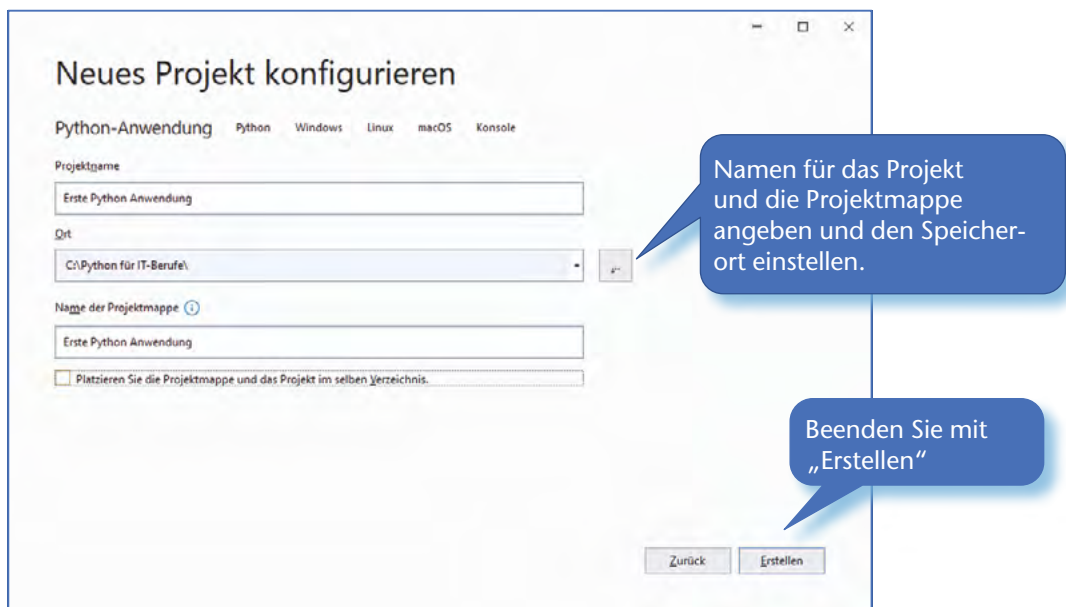 Neues Projekt konfigurieren
Python-Anwendung Python Windows Linux macOS Konsole
Projektname
Erste Python Anwendung
Ort
C:\Python für IT-Berufe\
Name der Projektmappe
Erste Python Anwendung
Platzieren Sie die Projektmappe und das Projekt im selben Verzeichnis.
Namen für das Projekt
und die Projektmappe
angeben und den Speicher-
ort einstellen.
Beenden Sie mit
„Erstellen“
Zurück
Erstellen